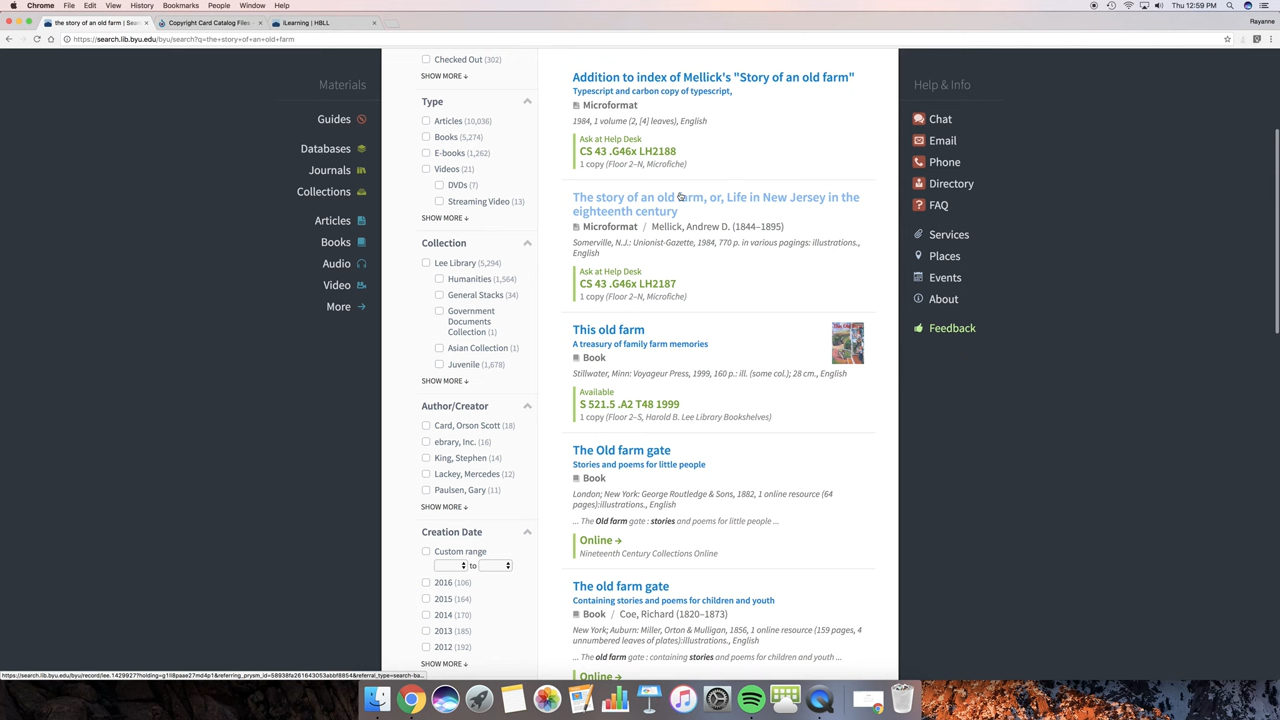 Chrome File Edit View History Bookmarks People Window Help
Thu 12:59 PM
the story of an old farm | Sear
Copyright Card Catalog Files -
iLearning | HBLL
Rayanne
https://search.lib.byu.edu/byu/search?q=the+story+of+an+old+farm
Materials
Guides
Databases
Journals
Collections
Articles
Books
Audio
Video
More
Checked Out (302)
SHOW MORE
Type
Articles (10,036)
Books (5,274)
E-books (1,262)
Videos (21)
DVDs (7)
Streaming Video (13)
SHOW MORE
Collection
Lee Library (5,294)
Humanities (1,564)
General Stacks (34)
Government
Documents
Collection (1)
Asian Collection (1)
Juvenile (1,678)
SHOW MORE
Author/Creator
Card, Orson Scott (18)
ebrary, Inc. (16)
King, Stephen (14)
Lackey, Mercedes (12)
Paulsen, Gary (11)
SHOW MORE
Creation Date
Custom range
to
2016 (106)
2015 (164)
2014 (170)
2013 (185)
2012 (192)
SHOW MORE
Addition to index of Mellick's "Story of an old farm"
Typescript and carbon copy of typescript,
Microformat
1984, 1 volume (2, [4] leaves), English
Ask at Help Desk
CS 43 .G46x LH2188
1 copy (Floor 2–N, Microfiche)
The story of an old farm, or, Life in New Jersey in the
eighteenth century
Microformat / Mellick, Andrew D. (1844–1895)
Somerville, N.J.: Unionist-Gazette, 1984, 770 p. in various pagings: illustrations.,
English
Ask at Help Desk
CS 43 .G46x LH2187
1 copy (Floor 2–N, Microfiche)
This old farm
A treasury of family farm memories
Book
Stillwater, Minn: Voyageur Press, 1999, 160 p.: ill. (some col.); 28 cm., English
Available
S 521.5 .A2 T48 1999
1 copy (Floor 2–S, Harold B. Lee Library Bookshelves)
The Old farm gate
Stories and poems for little people
Book
London; New York: George Routledge & Sons, 1882, 1 online resource (64
pages):illustrations., English
... The Old farm gate : stories and poems for little people ...
Online
Nineteenth Century Collections Online
The old farm gate
Containing stories and poems for children and youth
Book / Coe, Richard (1820–1873)
New York; Auburn: Miller, Orton & Mulligan, 1856, 1 online resource (159 pages, 4
unnumbered leaves of plates):illustrations., English
... The old farm gate : containing stories and poems for children and youth ...
Online
Help & Info
Chat
Email
Phone
Directory
FAQ
Services
Places
Events
About
Feedback